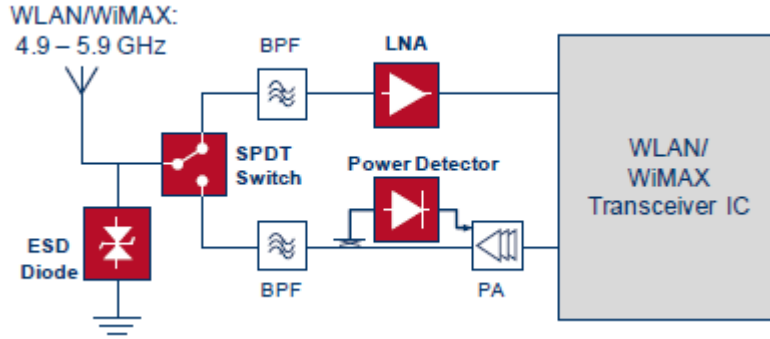 WLAN/WiMAX:
4.9 – 5.9 GHz
BPF
LNA
SPDT
Switch
Power Detector
WLAN/
WiMAX
Transceiver IC
ESD
Diode
BPF
PA